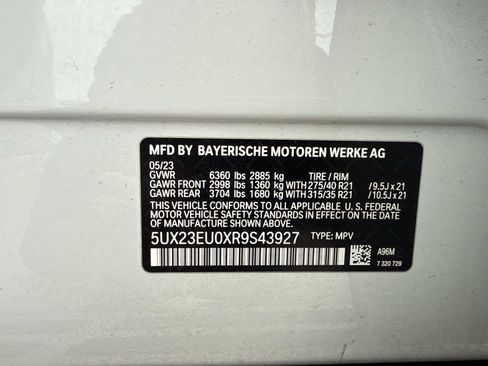 MFD BY BAYERISCHE MOTOREN WERKE AG
05/23
GVWR 6360 lbs 2885 kg TIRE / RIM
GAWR FRONT 2998 lbs 1360 kg WITH 275/40 R21 / 9.5J x 21
GAWR REAR 3704 lbs 1680 kg WITH 315/35 R21 / 10.5J x 21
THIS VEHICLE CONFORMS TO ALL APPLICABLE U. S. FEDERAL
MOTOR VEHICLE SAFETY STANDARDS IN EFFECT ON THE
DATE OF MANUFACTURE SHOWN ABOVE.
5UX23EU0XR9S43927 TYPE: MPV
A96M
7 320 729